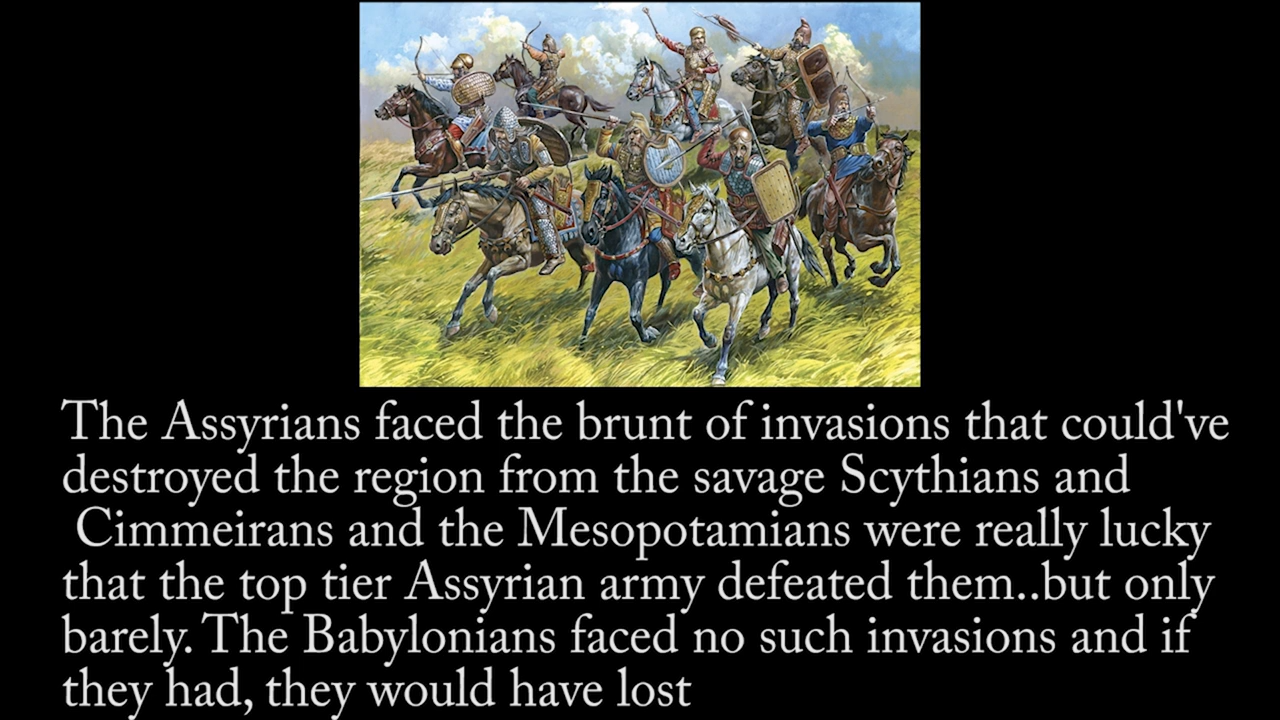 The Assyrians faced the brunt of invasions that could've
destroyed the region from the savage Scythians and
Cimmeirans and the Mesopotamians were really lucky
that the top tier Assyrian army defeated them..but only
barely. The Babylonians faced no such invasions and if
they had, they would have lost